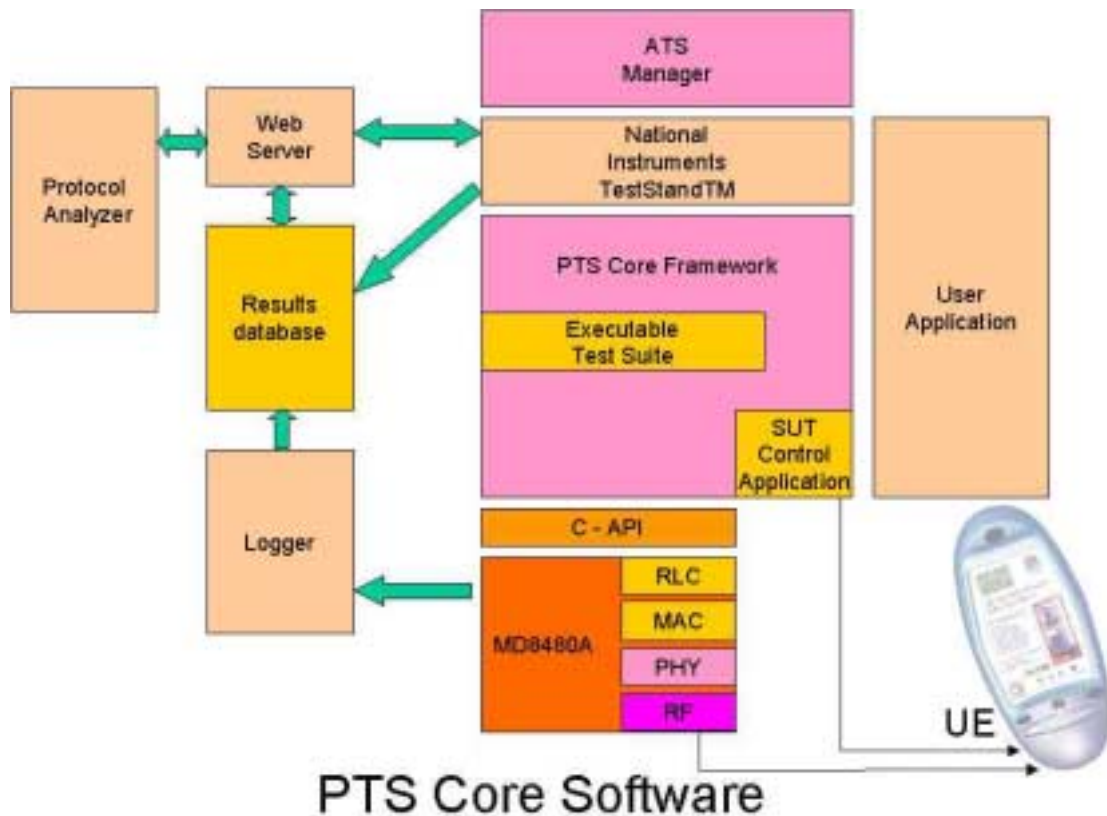 ATS
Manager
Web
Server
National
Instruments
TestStandTM
Protocol
Analyzer
PTS Core Framework
Results
database
User
Application
Executable
Test Suite
SUT
Control
Application
C - API
Logger
RLC
MAC
MD8480A
PHY
RF
UE
PTS Core Software